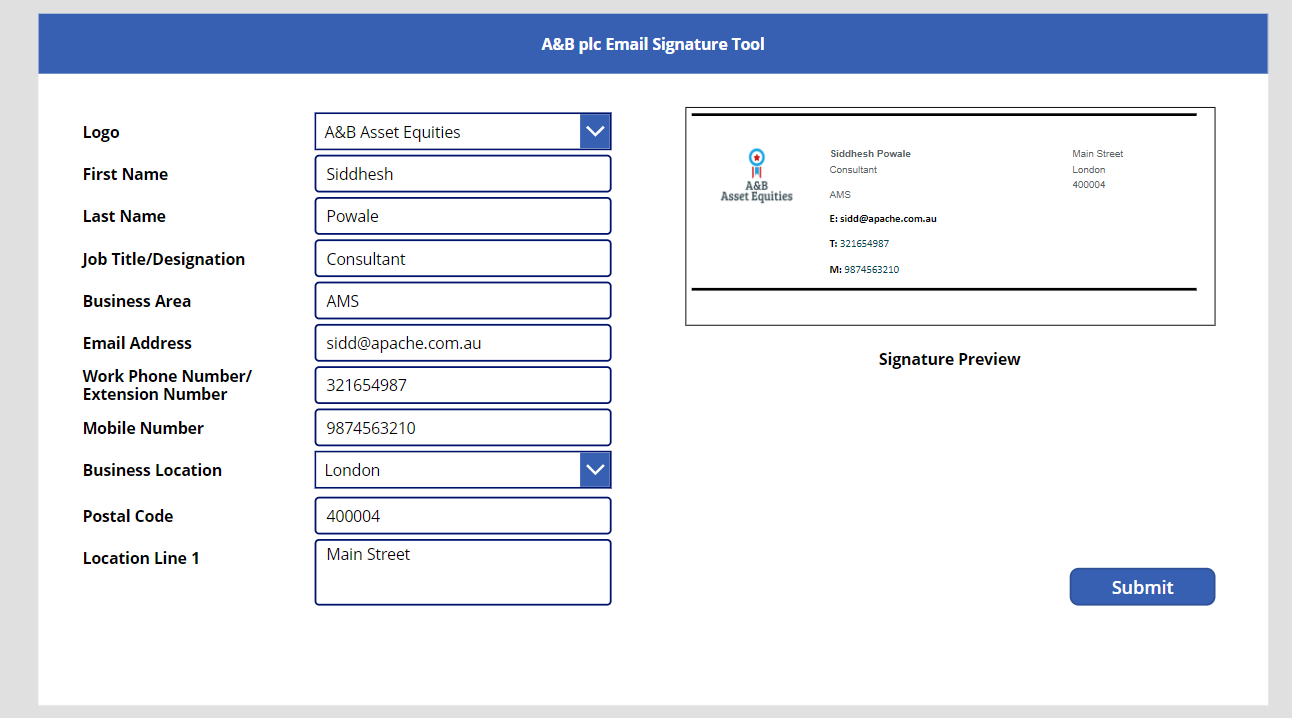 A&B plc Email Signature Tool
Logo
A&B Asset Equities
First Name
Siddhesh
Last Name
Powale
Job Title/Designation
Consultant
Business Area
AMS
Email Address
sidd@apache.com.au
Work Phone Number/
Extension Number
321654987
Mobile Number
9874563210
Business Location
London
Postal Code
400004
Location Line 1
Main Street
A&B
Asset Equities
Siddhesh Powale
Consultant
AMS
E: sidd@apache.com.au
T: 321654987
M: 9874563210
Main Street
London
400004
Signature Preview
Submit